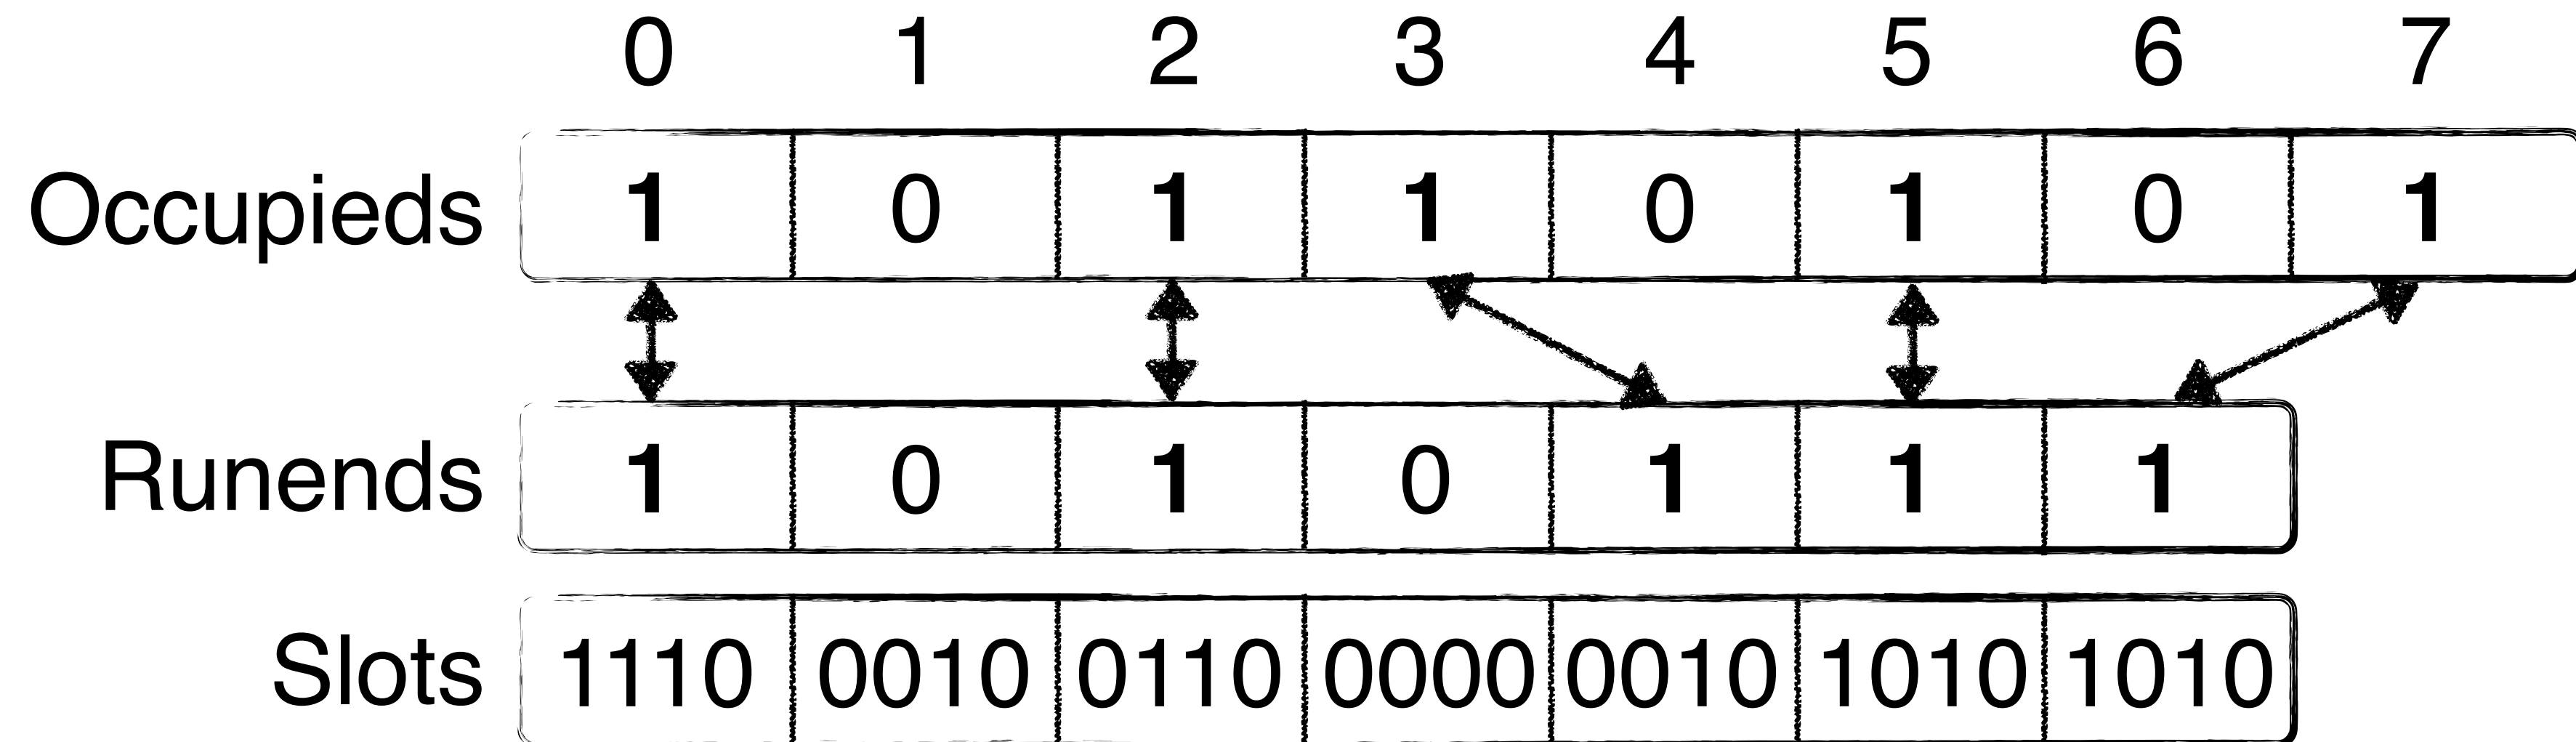 0 1 2 3 4 5 6 7
Occupieds 1 0 1 1 0 1 0 1
Runends 1 0 1 0 1 1 1
Slots 1110 0010 0110 0000 0010 1010 1010